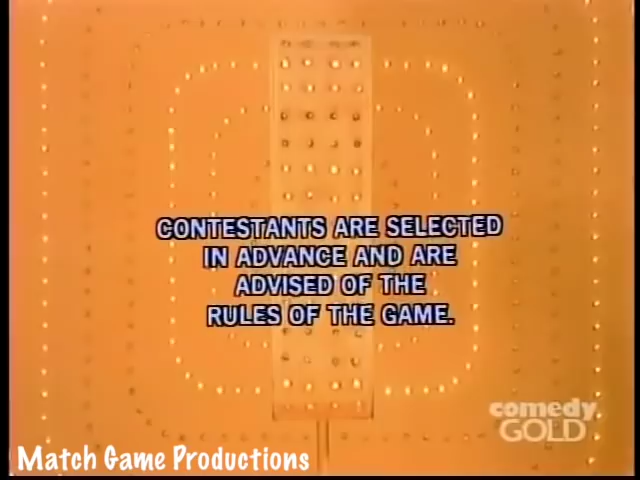 CONTESTANTS ARE SELECTED
IN ADVANCE AND ARE
ADVISED OF THE
RULES OF THE GAME.
comedy
GOLD
Match Game Productions